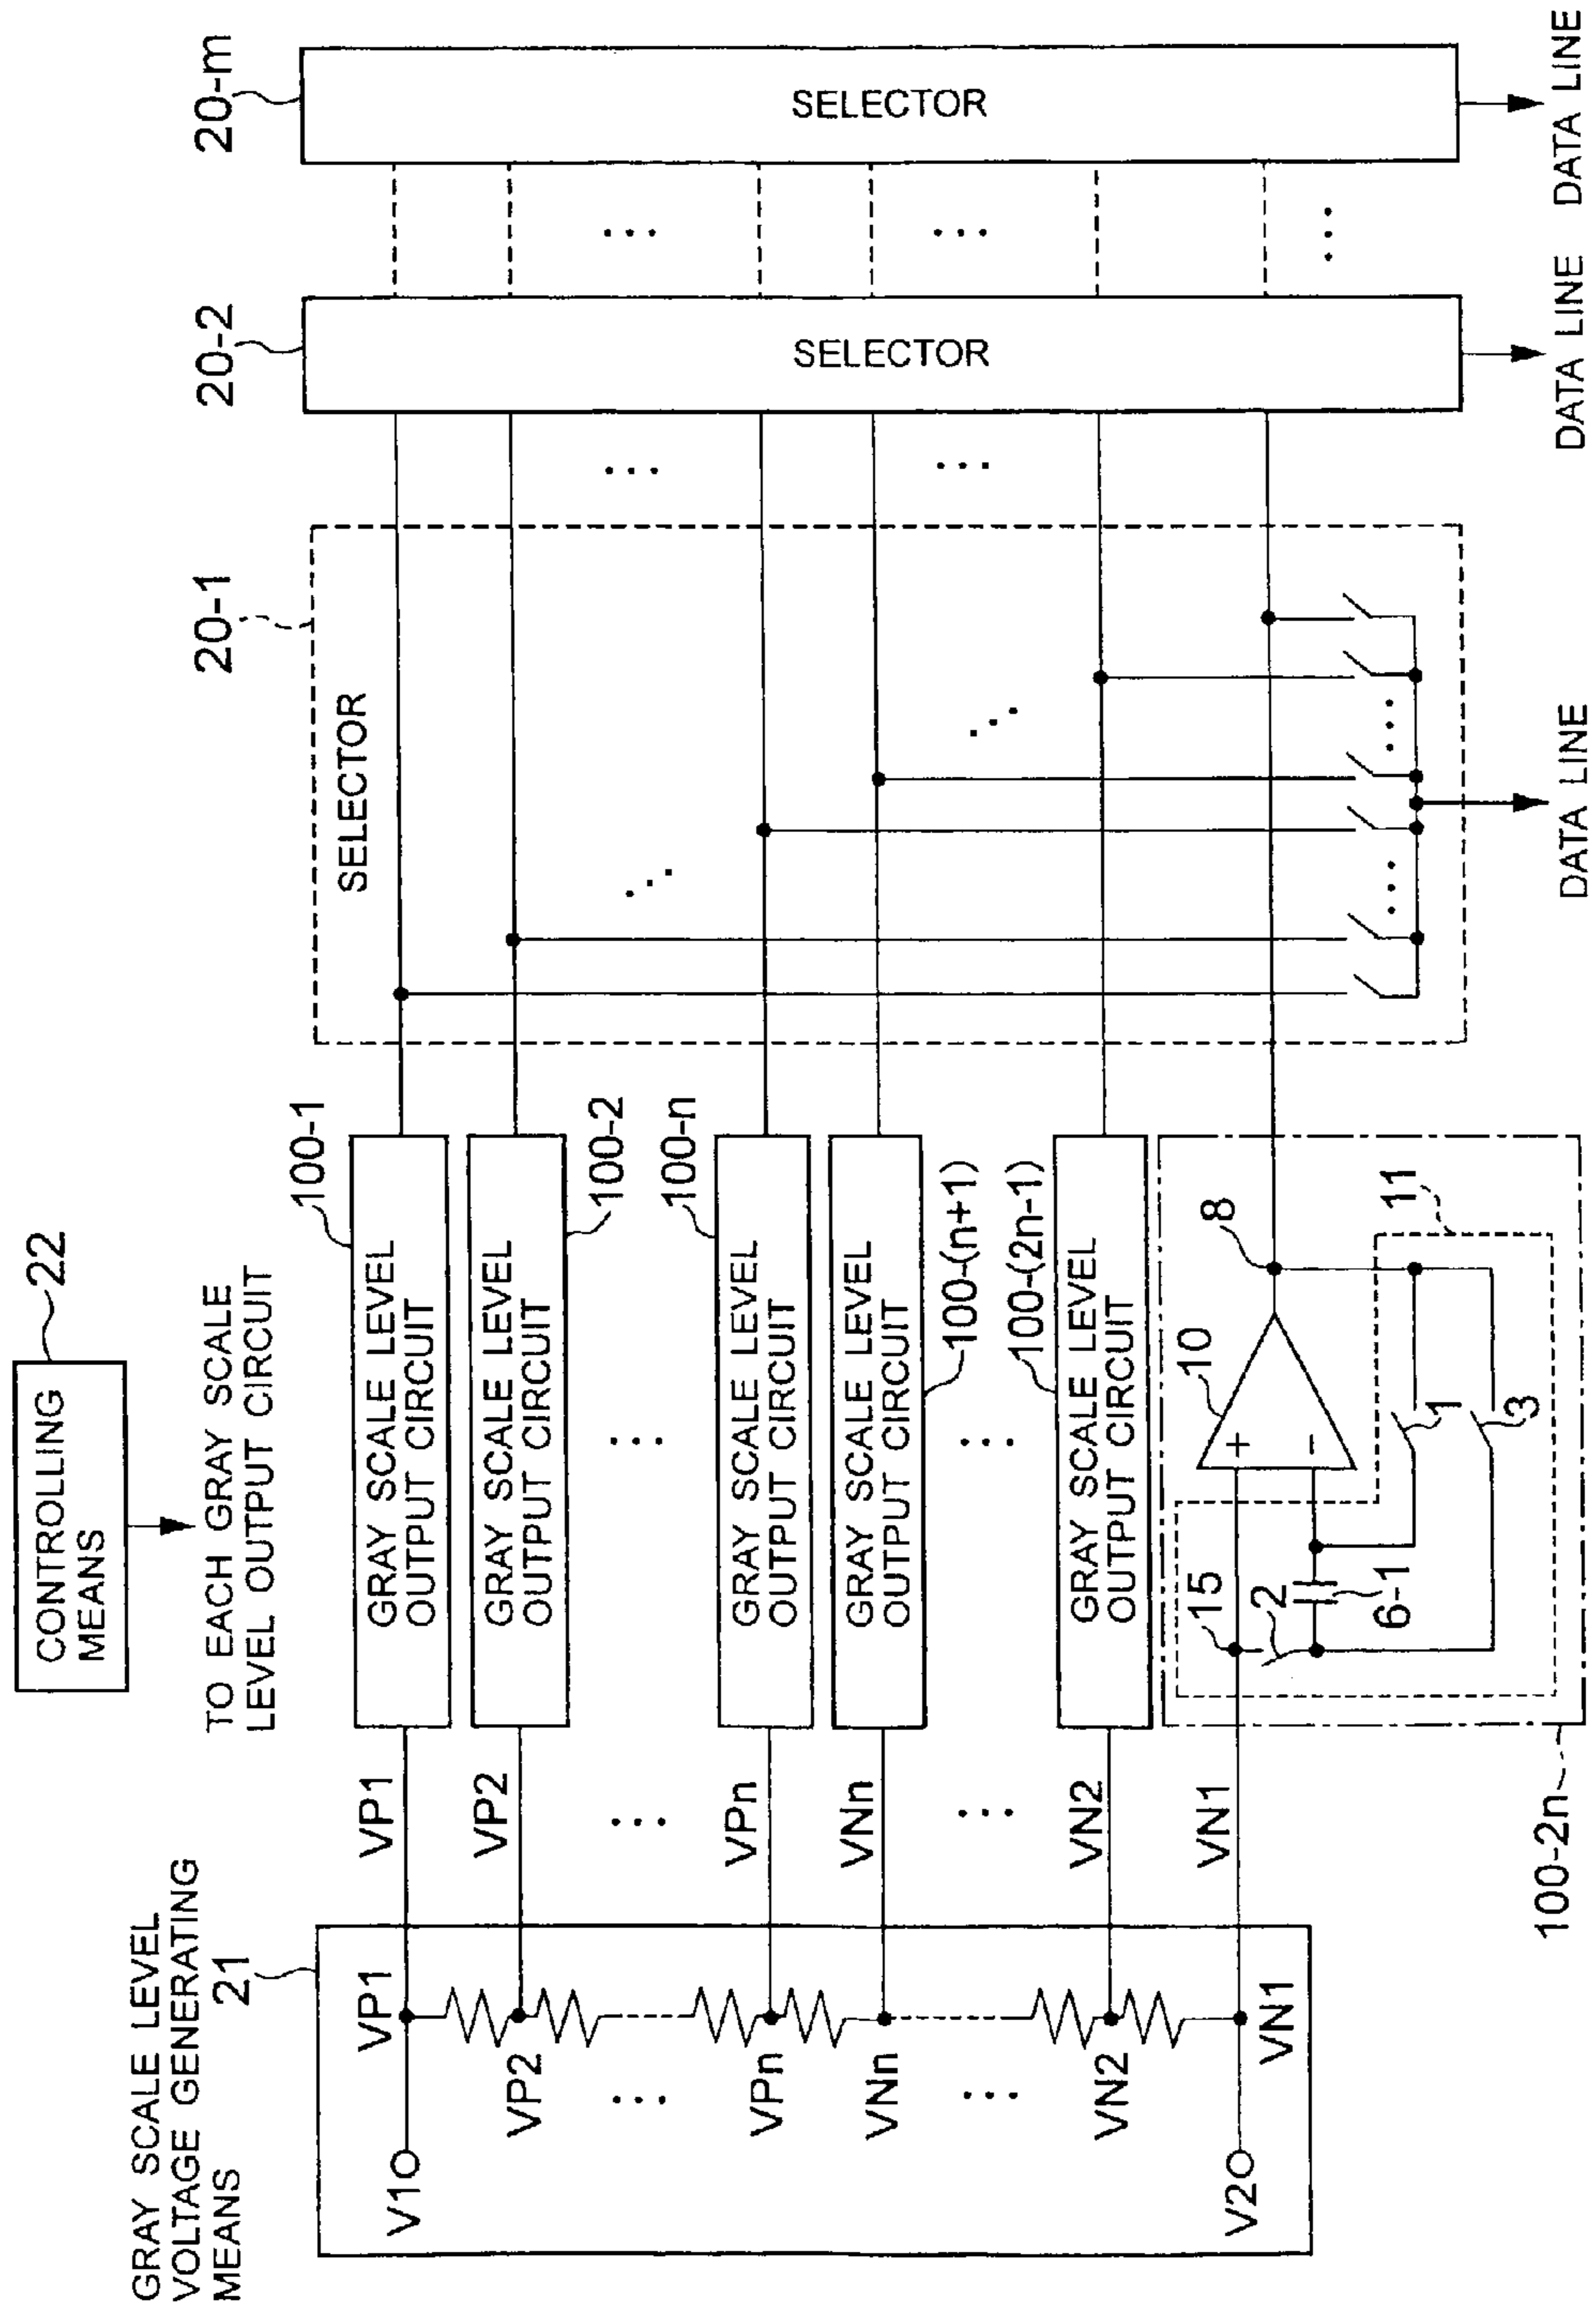 CONTROLLING
MEANS
22
TO EACH GRAY SCALE
LEVEL OUTPUT CIRCUIT
GRAY SCALE LEVEL
VOLTAGE GENERATING
MEANS
21
V1
VP1
VP2
...
VPn
VNn
...
VN2
V2
VN1
VP1
VP2
...
VPn
VNn
...
VN2
VN1
100-1
GRAY SCALE LEVEL
OUTPUT CIRCUIT
GRAY SCALE LEVEL
OUTPUT CIRCUIT
100-2
...
100-n
GRAY SCALE LEVEL
OUTPUT CIRCUIT
GRAY SCALE LEVEL
OUTPUT CIRCUIT
100-(n+1)
...
100-(2n-1)
GRAY SCALE LEVEL
OUTPUT CIRCUIT
100-2n
15
2
6-1
10
+
-
8
11
1
3
20-1
SELECTOR
...
...
...
...
DATA LINE
...
...
20-2
SELECTOR
DATA LINE
...
...
...
20-m
SELECTOR
DATA LINE